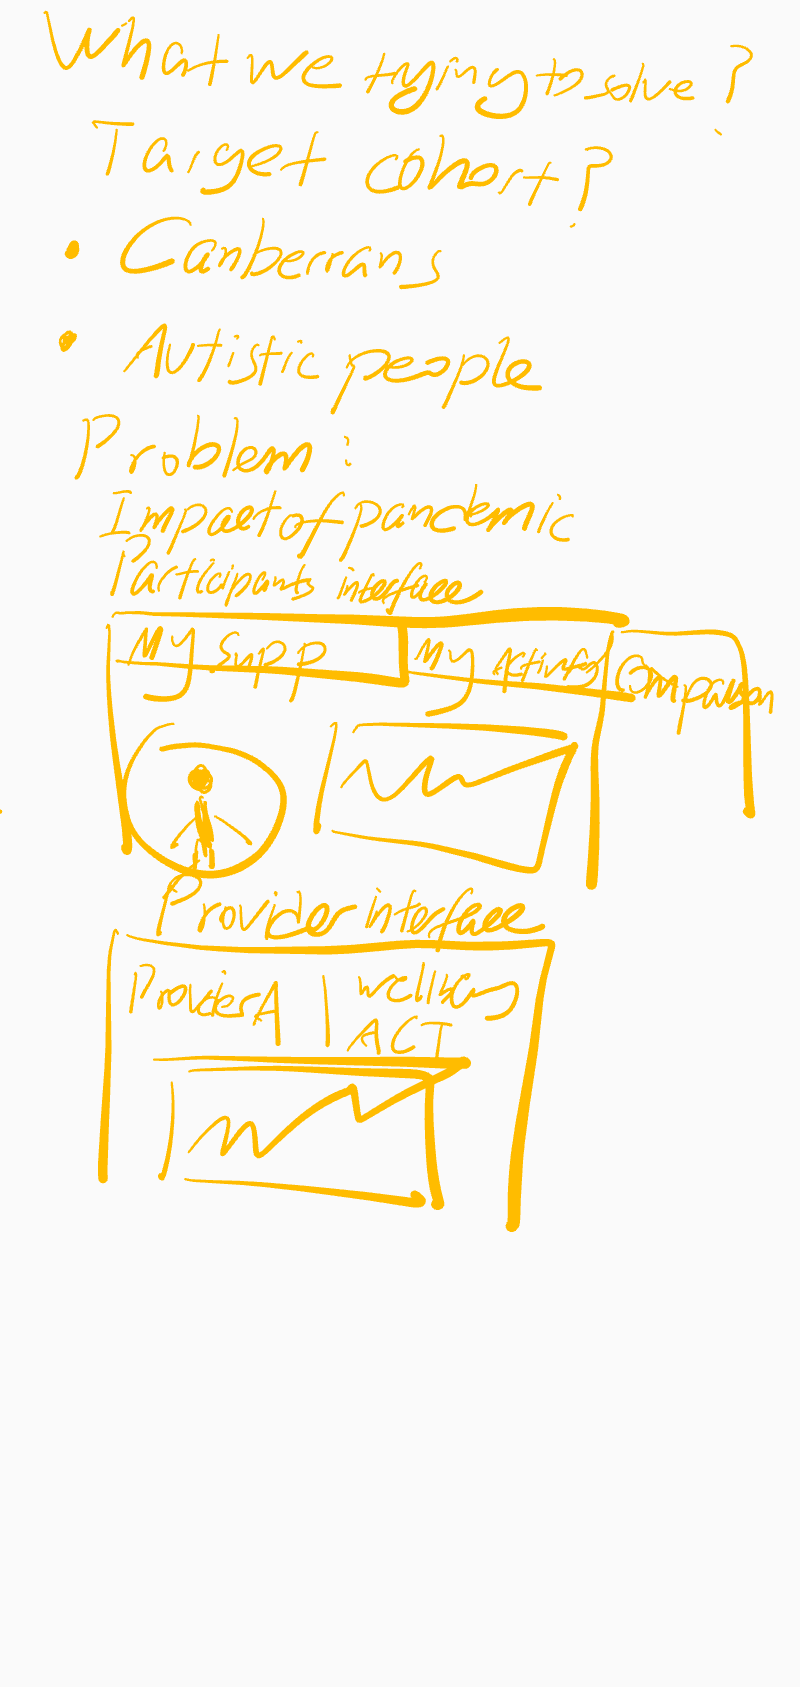 What we trying to solve?
Target cohort?
• Canberrans
• Autistic people
Problem:
Impact of pandemic
Participants interface
My Supp
My Activities
Comparison
Provider interface
Provider A | wellbeing
ACT